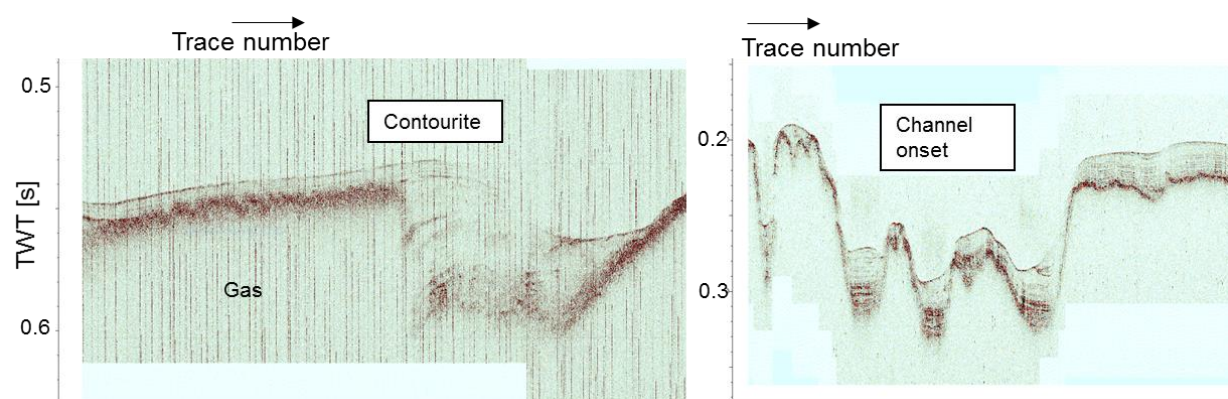 Trace number
0.5
Contourite
TWT [s]
Gas
0.6
Trace number
Channel
onset
0.2
0.3